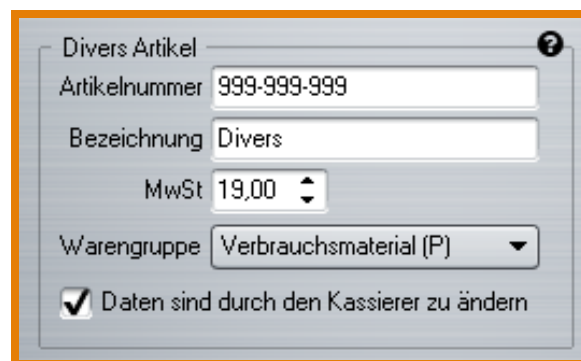 Divers Artikel
Artikelnummer 999-999-999
Bezeichnung Divers
MwSt 19,00
Warengruppe Verbrauchsmaterial (P)
Daten sind durch den Kassierer zu ändern